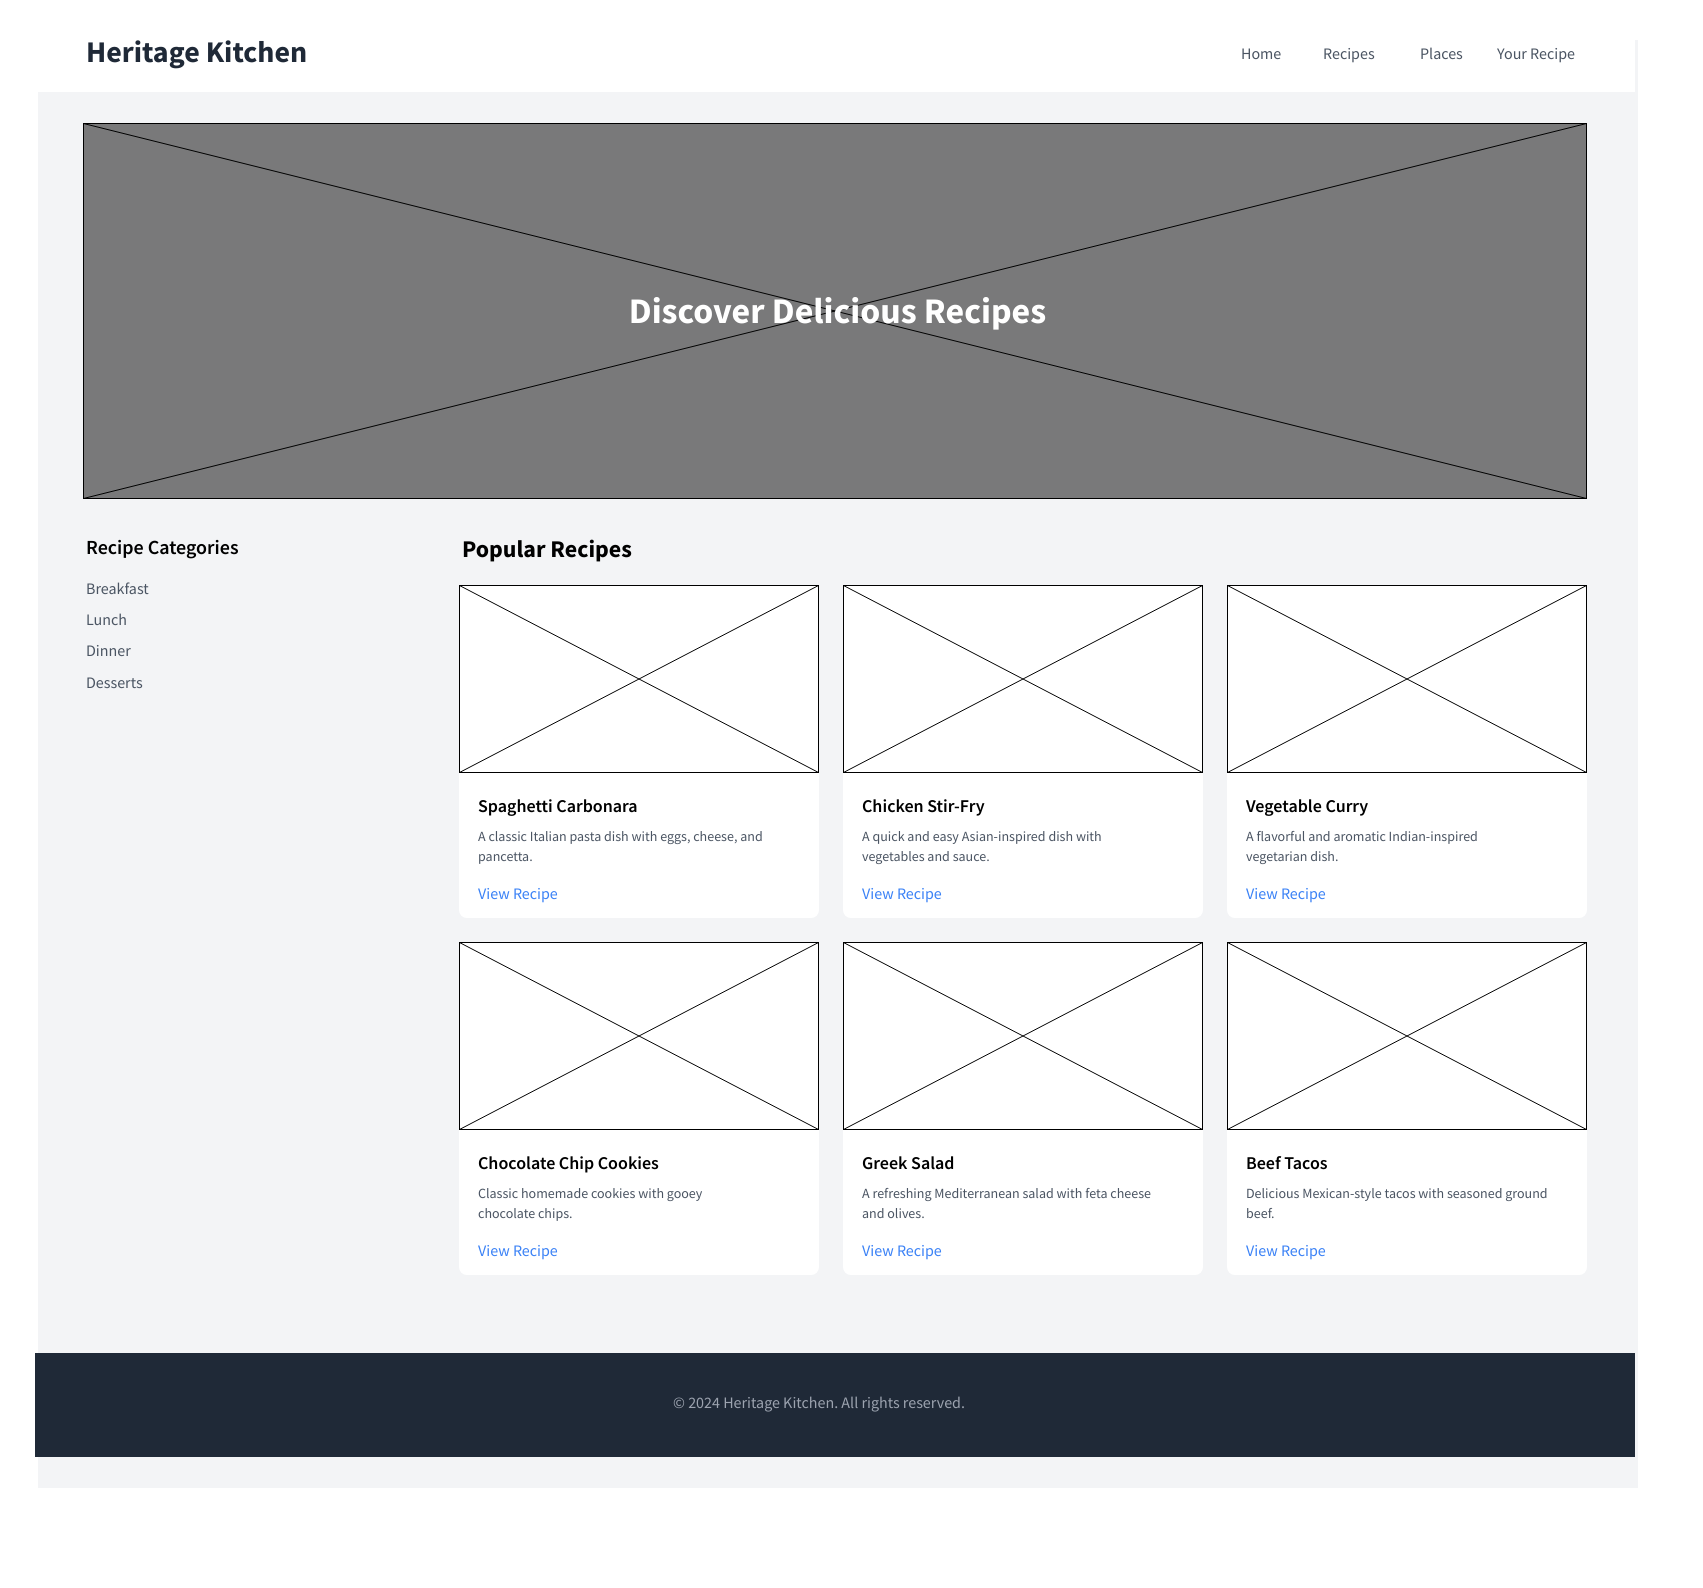 Heritage Kitchen
Home
Recipes
Places
Your Recipe
Discover Delicious Recipes
Recipe Categories
Breakfast
Lunch
Dinner
Desserts
Popular Recipes
Spaghetti Carbonara
A classic Italian pasta dish with eggs, cheese, and
pancetta.
View Recipe
Chicken Stir-Fry
A quick and easy Asian-inspired dish with
vegetables and sauce.
View Recipe
Vegetable Curry
A flavorful and aromatic Indian-inspired
vegetarian dish.
View Recipe
Chocolate Chip Cookies
Classic homemade cookies with gooey
chocolate chips.
View Recipe
Greek Salad
A refreshing Mediterranean salad with feta cheese
and olives.
View Recipe
Beef Tacos
Delicious Mexican-style tacos with seasoned ground
beef.
View Recipe
© 2024 Heritage Kitchen. All rights reserved.